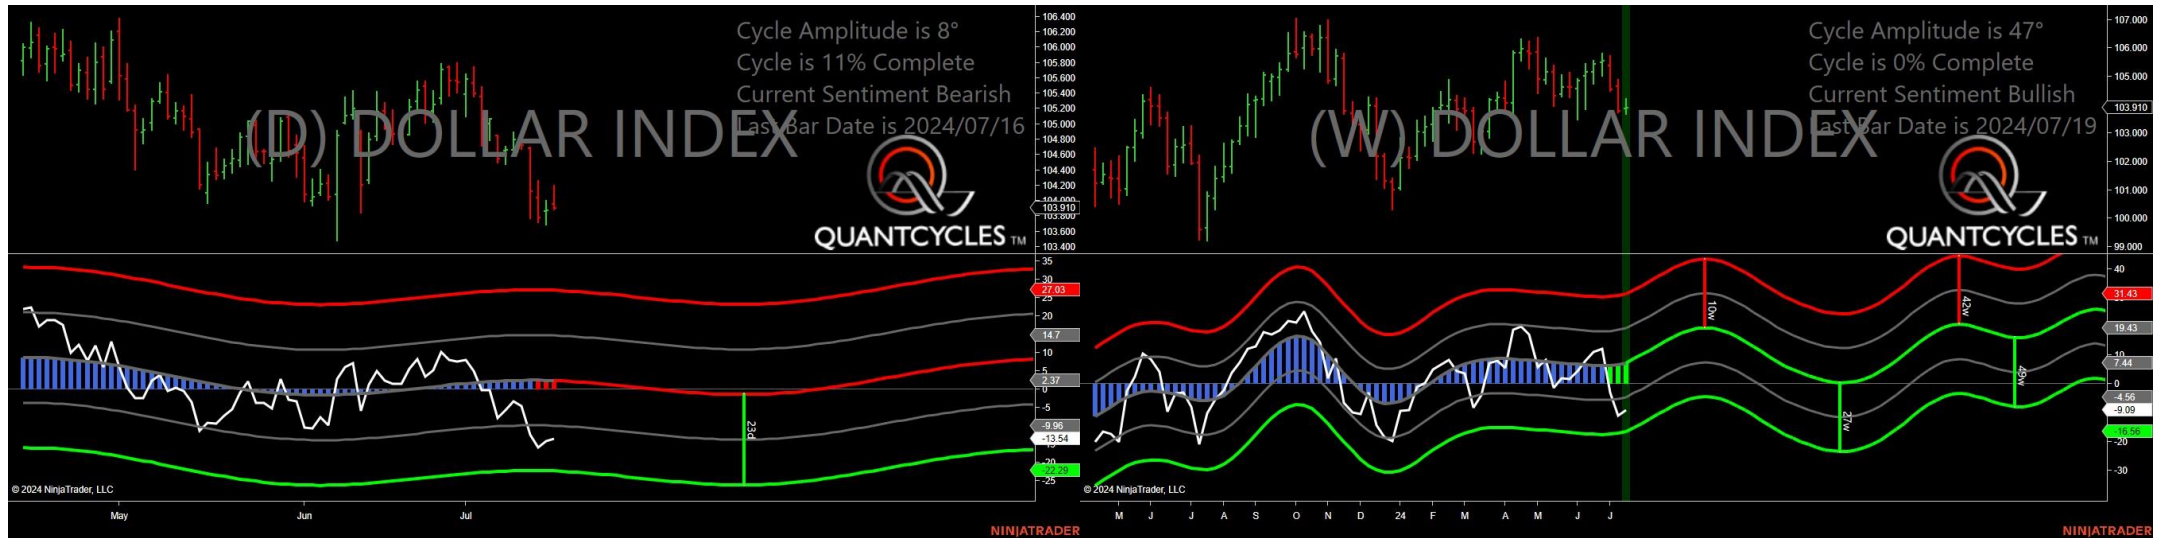 Cycle Amplitude is 8°
Cycle is 11% Complete
Current Sentiment Bearish
Last Bar Date is 2024/07/16
(D) DOLLAR INDEX
QUANTCYCLES TM
106.400
106.200
106.000
105.800
105.600
105.400
105.200
105.000
104.800
104.600
104.400
104.200
104.000
103.910
103.800
103.600
103.400
35
30
27.03
25
20
14.7
10
5
2.37
0
-5
-9.96
-13.54
-20
-22.29
-25
23d
© 2024 NinjaTrader, LLC
May Jun Jul
NINJATRADER
Cycle Amplitude is 47°
Cycle is 0% Complete
Current Sentiment Bullish
Last Bar Date is 2024/07/19
(W) DOLLAR INDEX
QUANTCYCLES TM
107.000
106.000
105.000
103.910
103.000
102.000
101.000
100.000
99.000
40
31.43
19.43
10
7.44
0
-4.56
-9.09
-16.56
-20
-30
10w
27w
42w
49w
© 2024 NinjaTrader, LLC
M J J A S O N D 24 F M A M J J
NINJATRADER